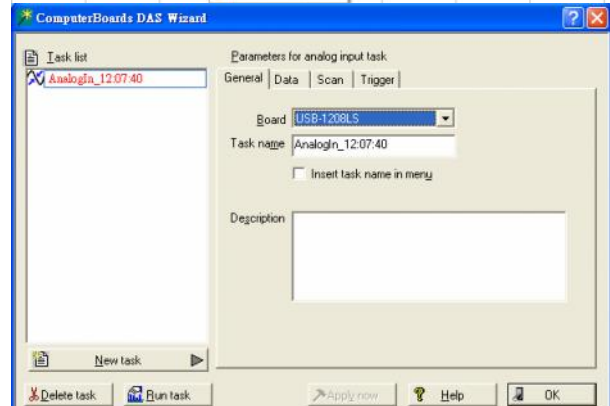 ComputerBoards DAS Wizard
Task list
AnalogIn_12:07:40
New task
Delete task
Run task
Parameters for analog input task
General Data Scan Trigger
Board USB-1208LS
Task name AnalogIn_12:07:40
Insert task name in menu
Description
Apply now
Help
OK